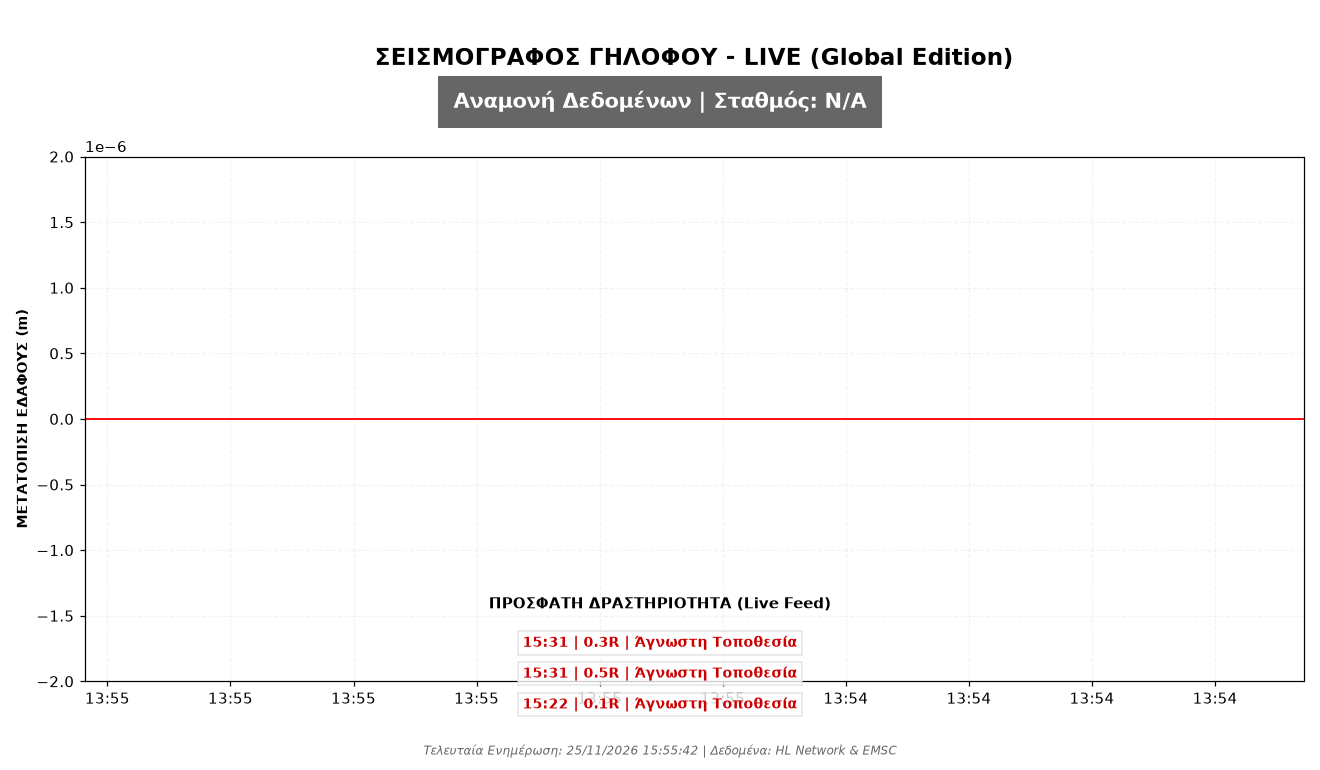 ΣΕΙΣΜΟΓΡΑΦΟΣ ΓΗΛΟΦΟΥ - LIVE (Global Edition)
Αναμονή Δεδομένων | Σταθμός: N/A
1e−6
2.0
1.5
1.0
0.5
0.0
−0.5
−1.0
−1.5
−2.0
ΜΕΤΑΤΟΠΙΣΗ ΕΔΑΦΟΥΣ (m)
ΠΡΟΣΦΑΤΗ ΔΡΑΣΤΗΡΙΟΤΗΤΑ (Live Feed)
15:31 | 0.3R | Άγνωστη Τοποθεσία
15:31 | 0.5R | Άγνωστη Τοποθεσία
15:22 | 0.1R | Άγνωστη Τοποθεσία
13:55 13:55 13:55 13:55 13:55 13:55 13:54 13:54 13:54 13:54
Τελευταία Ενημέρωση: 25/11/2026 15:55:42 | Δεδομένα: HL Network & EMSC